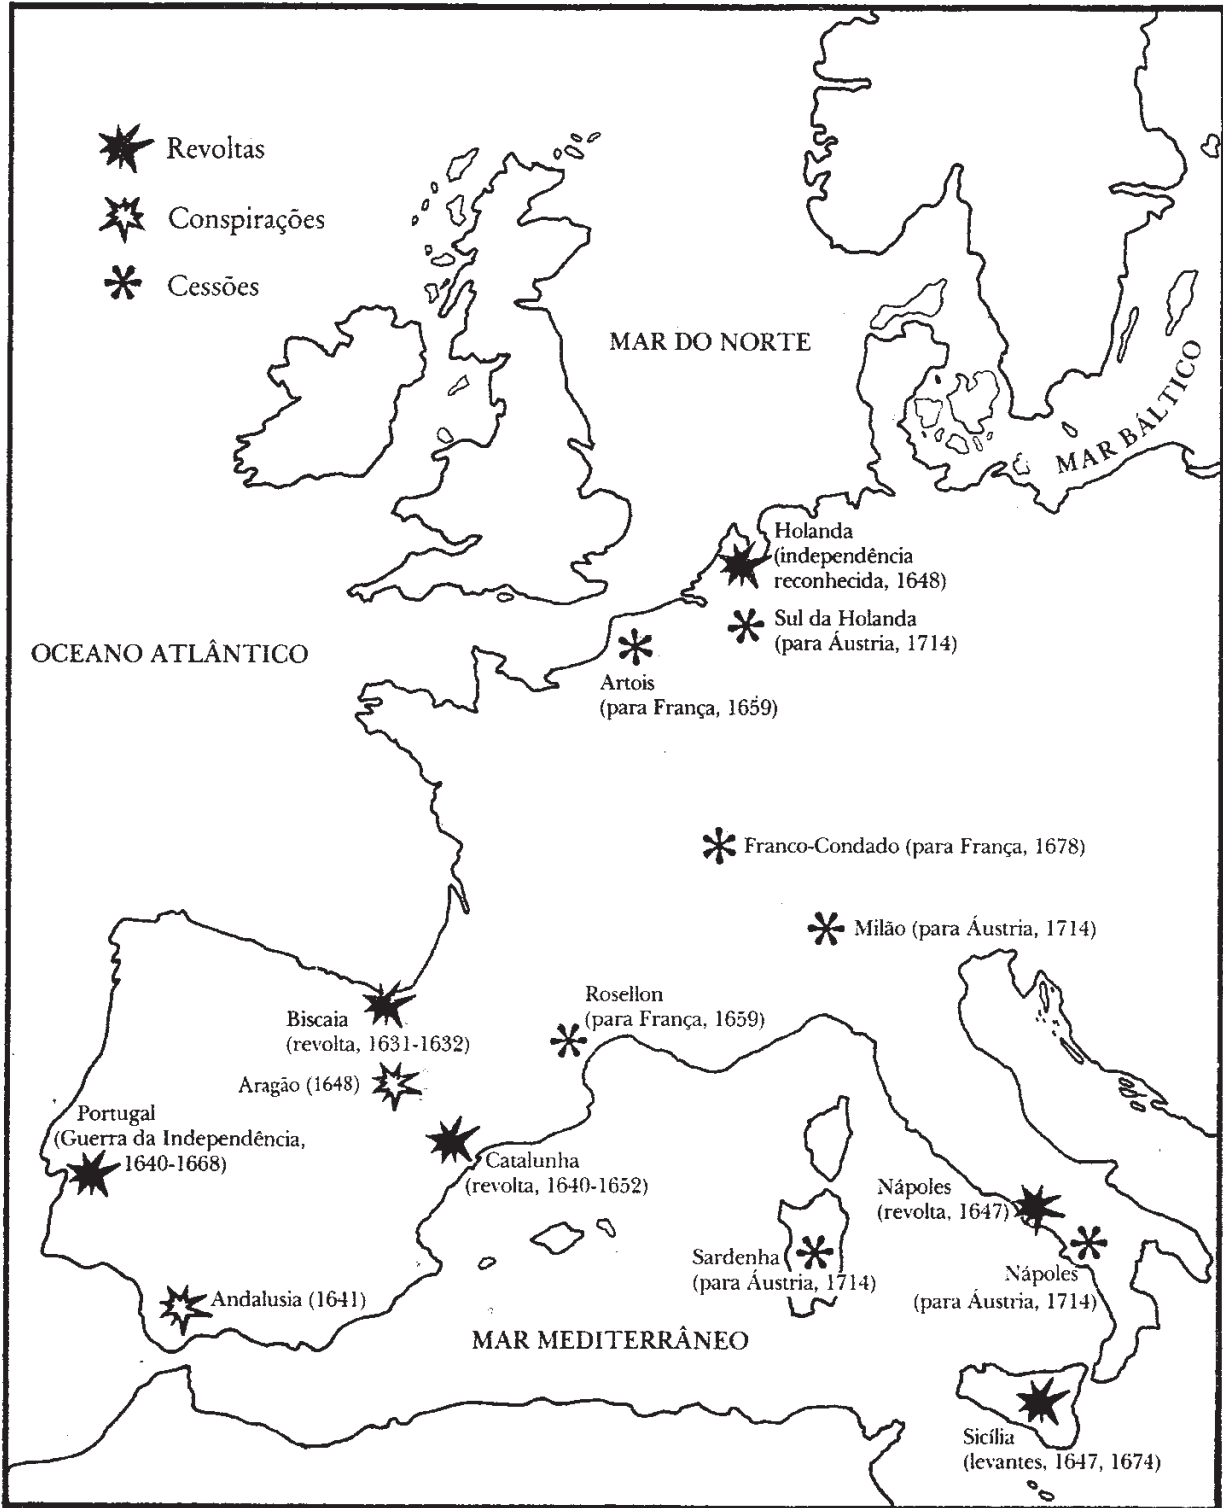 Revoltas
Conspirações
Cessões
MAR DO NORTE
MAR BÁLTICO
Holanda
(independência
reconhecida, 1648)
Sul da Holanda
(para Áustria, 1714)
OCEANO ATLÂNTICO
Artois
(para França, 1659)
Franco-Condado (para França, 1678)
Milão (para Áustria, 1714)
Rosellon
(para França, 1659)
Biscaia
(revolta, 1631-1632)
Aragão (1648)
Portugal
(Guerra da Independência,
1640-1668)
Catalunha
(revolta, 1640-1652)
Nápoles
(revolta, 1647)
Sardenha
(para Áustria, 1714)
Nápoles
(para Áustria, 1714)
Andalusia (1641)
MAR MEDITERRÂNEO
Sicília
(levantes, 1647, 1674)